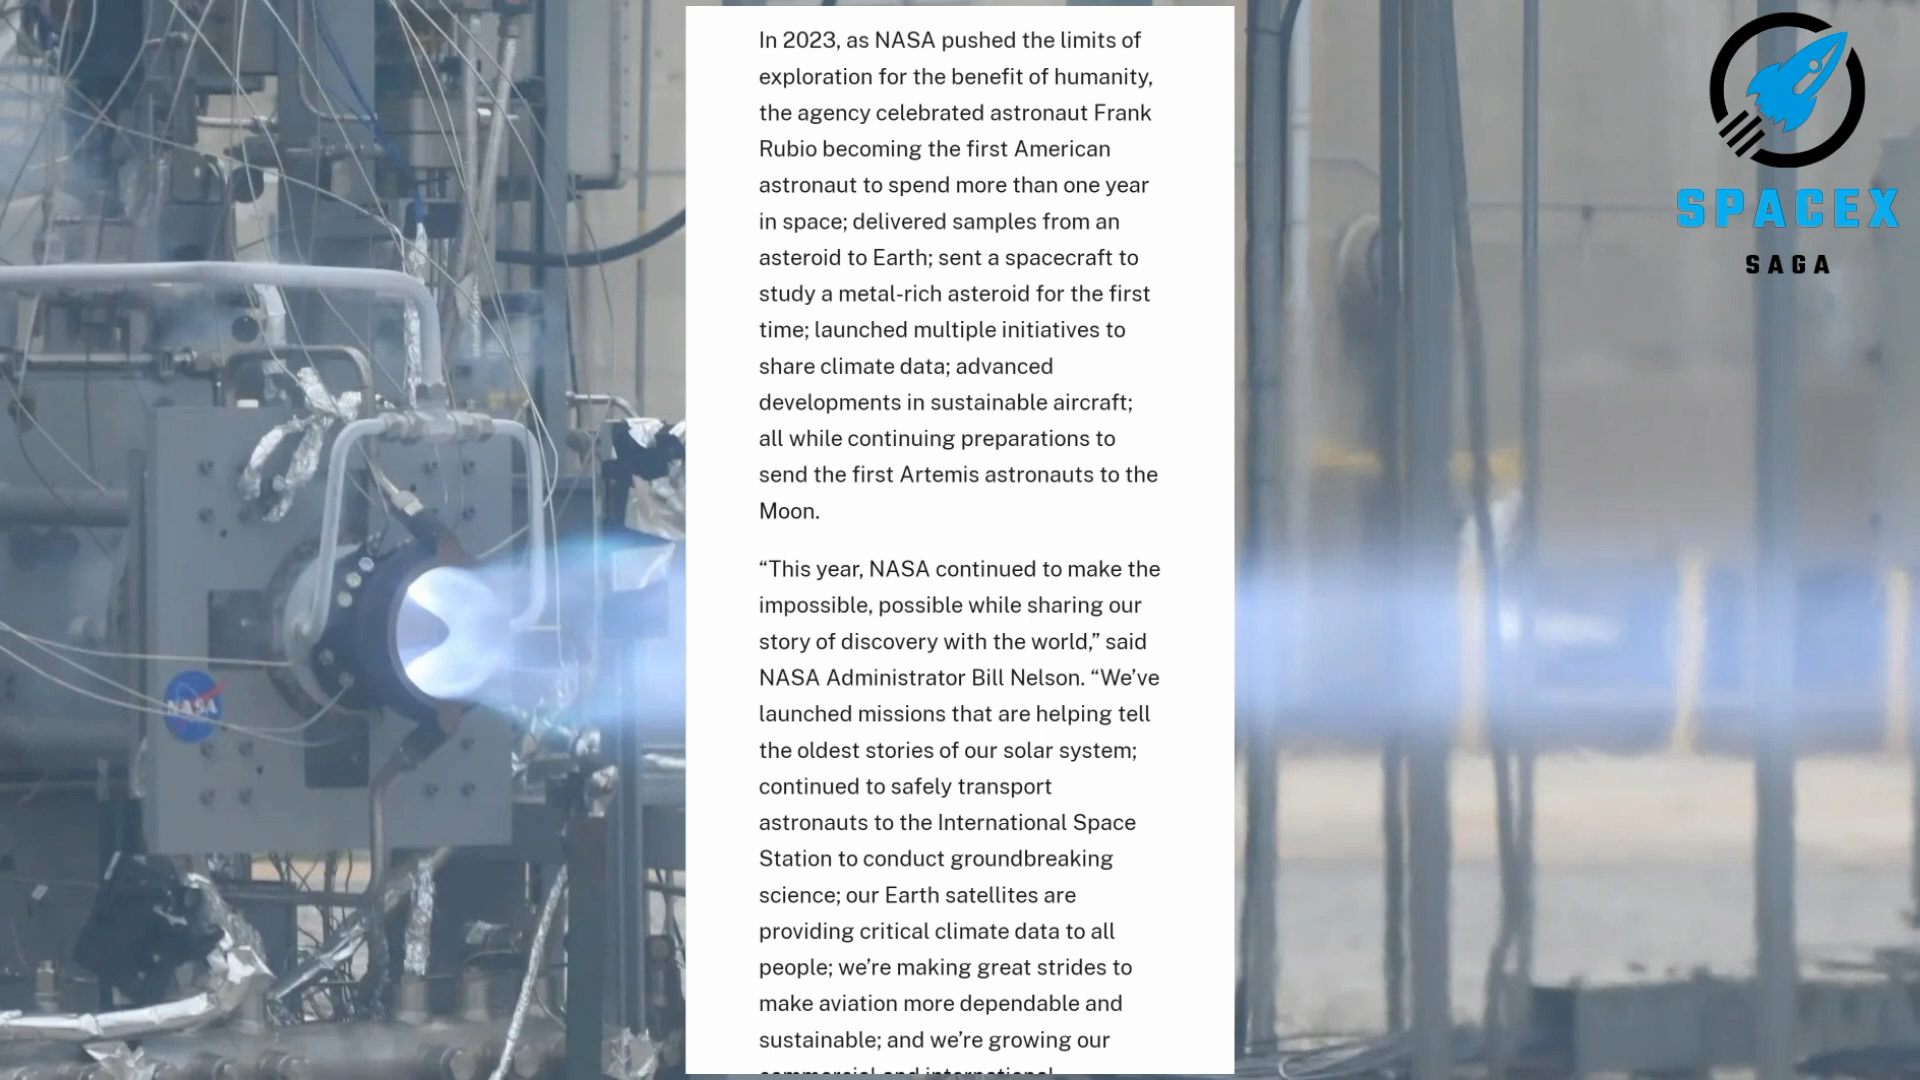 In 2023, as NASA pushed the limits of
exploration for the benefit of humanity,
the agency celebrated astronaut Frank
Rubio becoming the first American
astronaut to spend more than one year
in space; delivered samples from an
asteroid to Earth; sent a spacecraft to
study a metal-rich asteroid for the first
time; launched multiple initiatives to
share climate data; advanced
developments in sustainable aircraft;
all while continuing preparations to
send the first Artemis astronauts to the
Moon.
“This year, NASA continued to make the
impossible, possible while sharing our
story of discovery with the world,” said
NASA Administrator Bill Nelson. “We’ve
launched missions that are helping tell
the oldest stories of our solar system;
continued to safely transport
astronauts to the International Space
Station to conduct groundbreaking
science; our Earth satellites are
providing critical climate data to all
people; we’re making great strides to
make aviation more dependable and
sustainable; and we’re growing our
commercial and international
SPACEX
SAGA
NASA